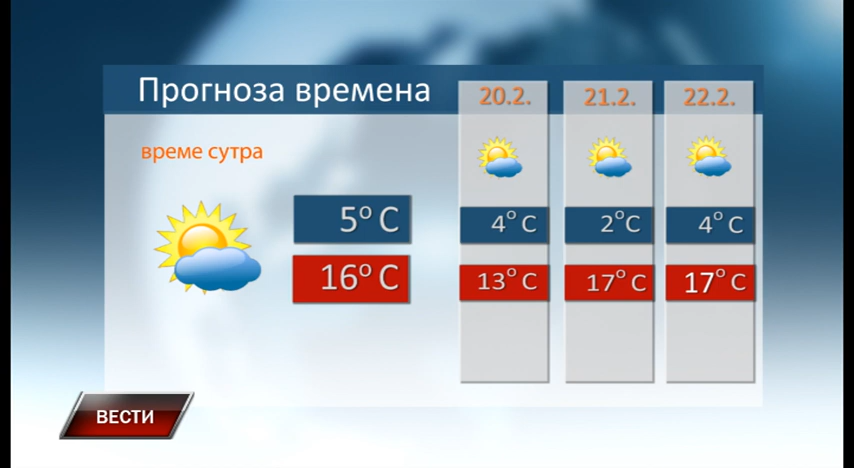 Прогноза времена
време сутра
5° C
16° C
20.2.
4° C
13° C
21.2.
2°C
17° C
22.2.
4° C
17° C
ВЕСТИ